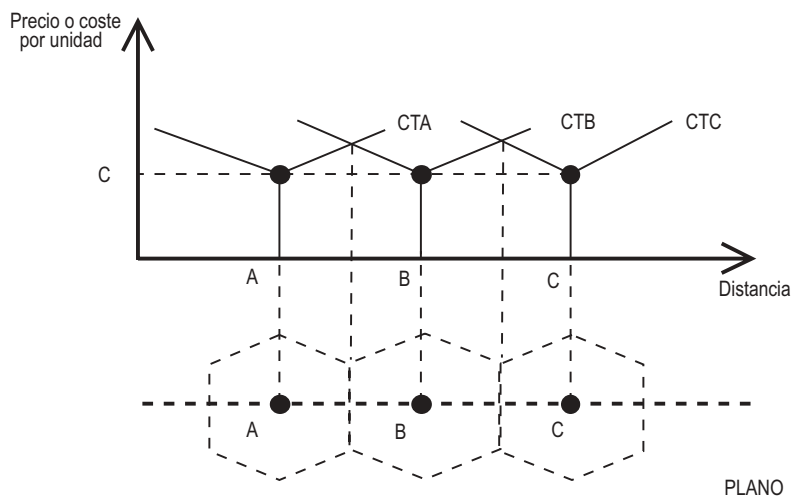 Precio o coste
por unidad
CTA
CTB
CTC
C
A
B
C
Distancia
A
B
C
PLANO